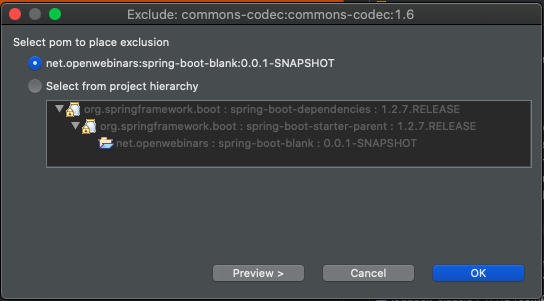 Exclude: commons-codec:commons-codec:1.6
Select pom to place exclusion
net.openwebinars:spring-boot-blank:0.0.1-SNAPSHOT
Select from project hierarchy
org.springframework.boot : spring-boot-dependencies : 1.2.7.RELEASE
org.springframework.boot : spring-boot-starter-parent : 1.2.7.RELEASE
net.openwebinars : spring-boot-blank : 0.0.1-SNAPSHOT
Preview > Cancel OK